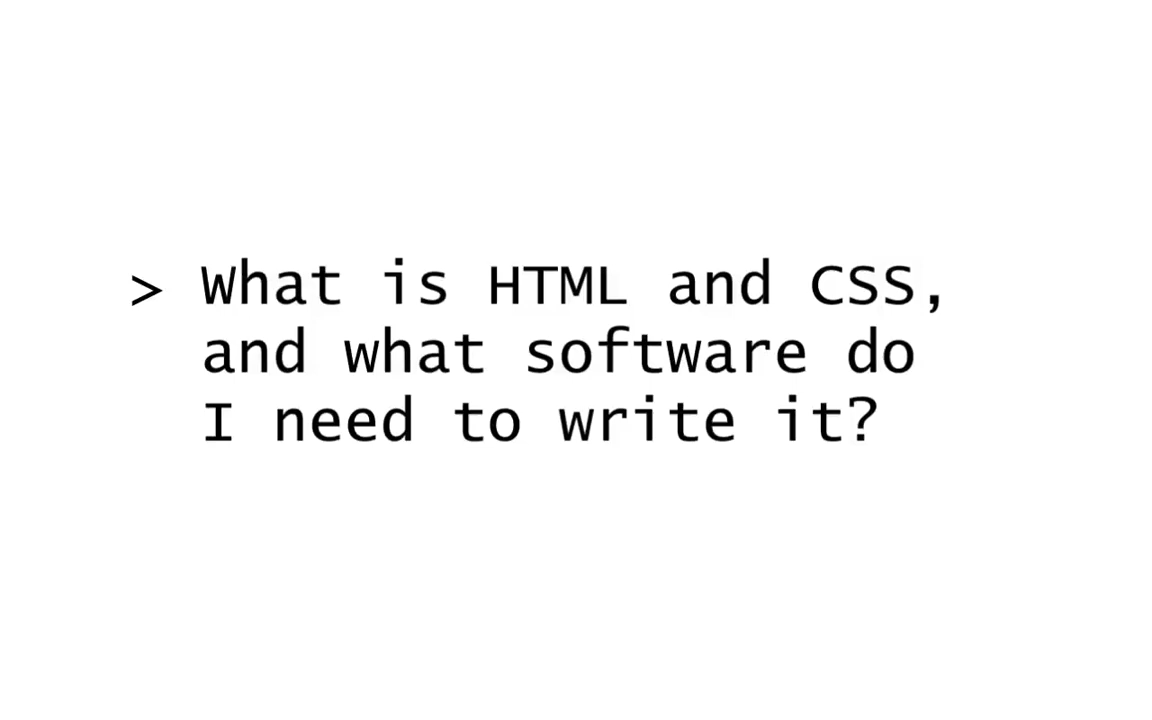 > What is HTML and CSS,
and what software do
I need to write it?